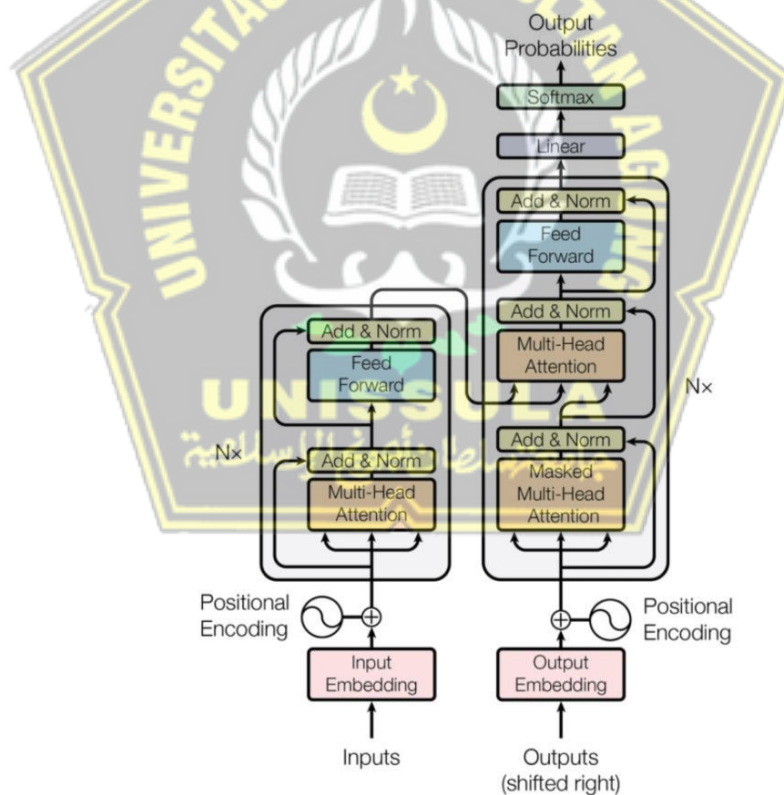 Output
Probabilities
Softmax
Linear
Add & Norm
Feed
Forward
Add & Norm
Multi-Head
Attention
Nx
Add & Norm
Masked
Multi-Head
Attention
Positional
Encoding
Output
Embedding
Outputs
(shifted right)
Add & Norm
Feed
Forward
Nx
Add & Norm
Multi-Head
Attention
Positional
Encoding
Input
Embedding
Inputs
UNIVERSITAS
AGUNG
UNISSULA